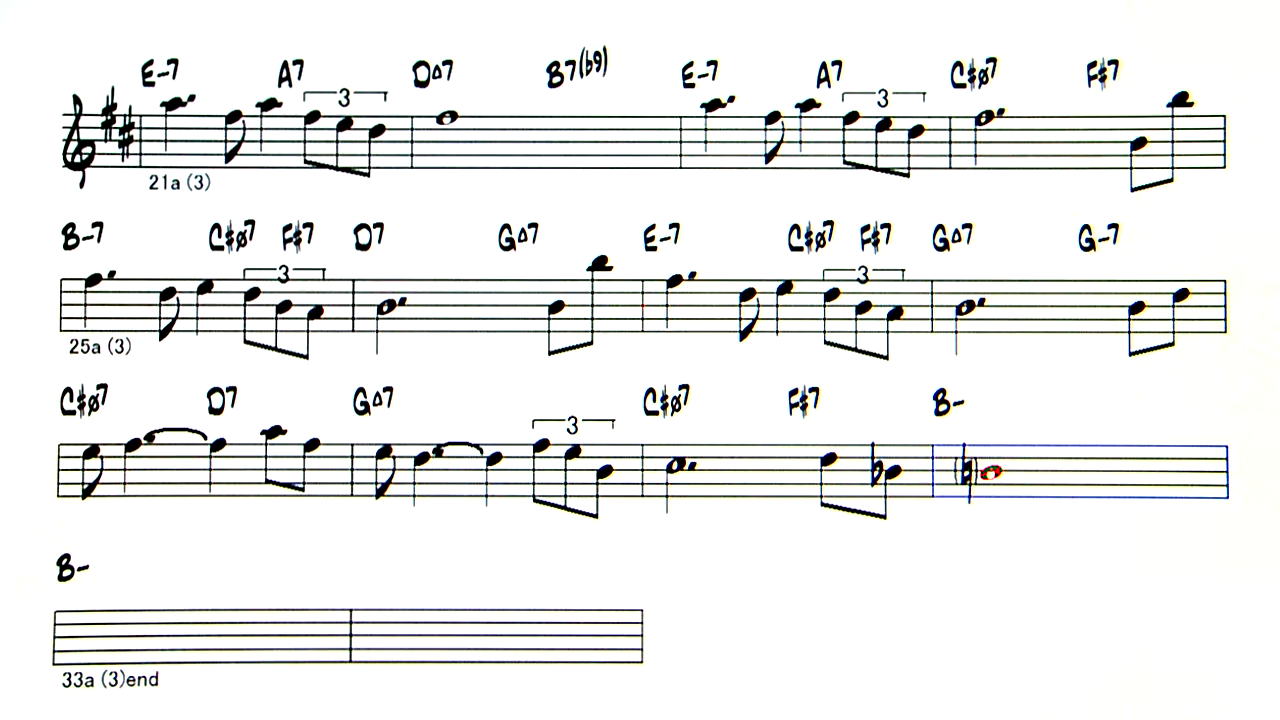 E-7 A7 D△7 B7(b9) E-7 A7 C#ø7 F#7
3 3
21a (3)
B-7 C#ø7 F#7 D7 G△7 E-7 C#ø7 F#7 G△7 G-7
3 3
25a (3)
C#ø7 D7 G△7 C#ø7 F#7 B-
3
B-
33a (3)end